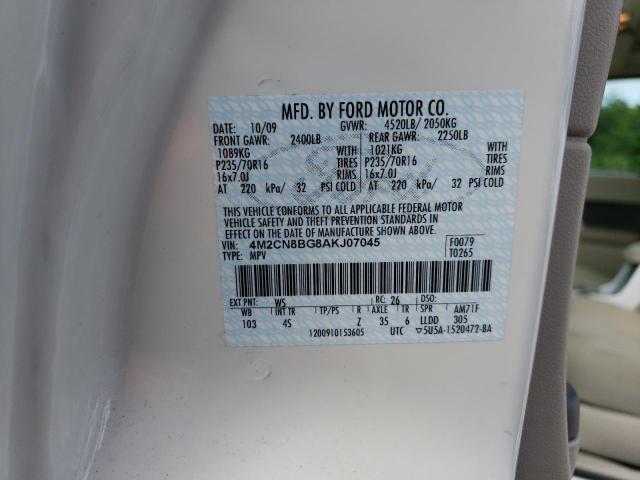 MFD. BY FORD MOTOR CO.
DATE: 10/09 GVWR: 4520LB/ 2050KG
FRONT GAWR: 2400LB REAR GAWR: 2250LB
1089KG WITH 1021KG WITH
P235/70R16 TIRES P235/70R16 TIRES
16x7.0J RIMS 16x7.0J RIMS
AT 220 kPa/ 32 PSI COLD AT 220 kPa/ 32 PSI COLD
THIS VEHICLE CONFORMS TO ALL APPLICABLE FEDERAL MOTOR
VEHICLE SAFETY AND THEFT PREVENTION STANDARDS IN
EFFECT ON THE DATE OF MANUFACTURE SHOWN ABOVE.
VIN: 4M2CN8BG8AKJ07045 F0079
TYPE: MPV T0265
EXT PNT: WS RC: 26 DSO:
WB INT TR TP/PS R AXLE TR SPR AM71F
103 4S Z 35 6 LLDD 305
1200910153605 UTC ▽5U5A-1520472-BA